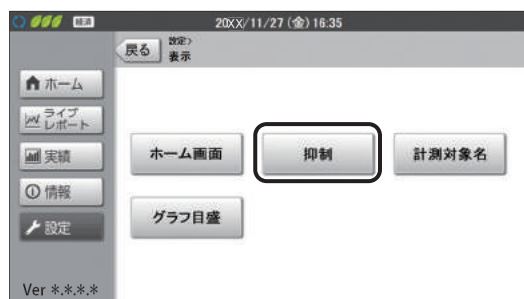 経済
20XX/11/27 (金) 16:35
戻る
設定>
表示
ホーム
ライブ
レポート
実績
情報
設定
ホーム画面
抑制
計測対象名
グラフ目盛
Ver *.*.*.*